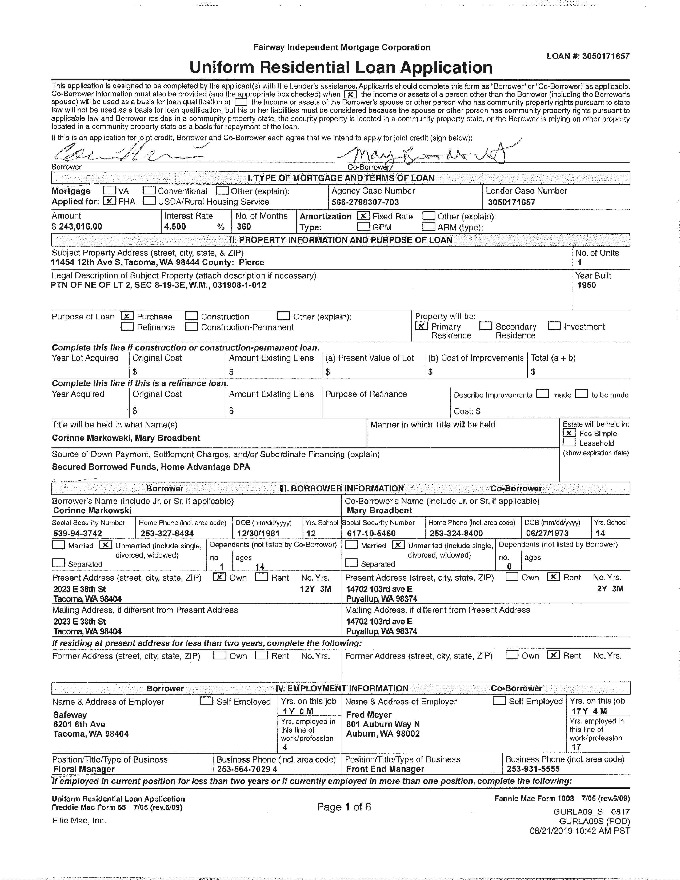 Fairway Independent Mortgage Corporation
LOAN #: 3050171657
Uniform Residential Loan Application
This application is designed to be completed by the applicant(s) with the Lender's assistance. Applicants should complete this form as "Borrower" or "Co-Borrower" as applicable.
Co-Borrower information must also be provided (and the appropriate box checked) when [X] the income or assets of a person other than the Borrower (including the Borrower's
spouse) will be used as a basis for loan qualification or [ ] the income or assets of the Borrower's spouse or other person who has community property rights pursuant to state
law will not be used as a basis for loan qualification, but his or her liabilities must be considered because the spouse or other person has community property rights pursuant to
applicable law and Borrower resides in a community property state, the security property is located in a community property state, or the Borrower is relying on other property
located in a community property state as a basis for repayment of the loan.
If this is an application for joint credit, Borrower and Co-Borrower each agree that we intend to apply for joint credit (sign below):
Borrower Co-Borrower
I. TYPE OF MORTGAGE AND TERMS OF LOAN
Mortgage [ ] VA [ ] Conventional [ ] Other (explain): Agency Case Number Lender Case Number
Applied for: [X] FHA [ ] USDA/Rural Housing Service 566-2798307-703 3050171657
Amount Interest Rate No. of Months Amortization [X] Fixed Rate [ ] Other (explain):
$ 243,016.00 4.500 % 360 Type: [ ] GPM [ ] ARM (type):
II. PROPERTY INFORMATION AND PURPOSE OF LOAN
Subject Property Address (street, city, state, & ZIP) No. of Units
11454 12th Ave S, Tacoma, WA 98444 County: Pierce 1
Legal Description of Subject Property (attach description if necessary) Year Built
PTN OF NE OF LT 2, SEC 8-19-3E, W.M., 031908-1-012 1950
Purpose of Loan [X] Purchase [ ] Construction [ ] Other (explain): Property will be:
[ ] Refinance [ ] Construction-Permanent [X] Primary Residence [ ] Secondary Residence [ ] Investment
Complete this line if construction or construction-permanent loan.
Year Lot Acquired Original Cost Amount Existing Liens (a) Present Value of Lot (b) Cost of Improvements Total (a + b)
$ $ $ $ $
Complete this line if this is a refinance loan.
Year Acquired Original Cost Amount Existing Liens Purpose of Refinance Describe Improvements [ ] made [ ] to be made
$ $ Cost: $
Title will be held in what Name(s) Manner in which Title will be held Estate will be held in:
Corinne Markowski, Mary Broadbent [X] Fee Simple
[ ] Leasehold
Source of Down Payment, Settlement Charges, and/or Subordinate Financing (explain) (show expiration date)
Secured Borrowed Funds, Home Advantage DPA
Borrower III. BORROWER INFORMATION Co-Borrower
Borrower's Name (include Jr. or Sr. if applicable) Co-Borrower's Name (include Jr. or Sr. if applicable)
Corinne Markowski Mary Broadbent
Social Security Number Home Phone (incl. area code) DOB (mm/dd/yyyy) Yrs. School Social Security Number Home Phone (incl. area code) DOB (mm/dd/yyyy) Yrs. School
539-94-3742 253-327-8484 12/30/1981 12 617-10-5460 253-324-8400 06/27/1973 14
[ ] Married [X] Unmarried (include single, divorced, widowed) Dependents (not listed by Co-Borrower) [ ] Married [X] Unmarried (include single, divorced, widowed) Dependents (not listed by Borrower)
[ ] Separated no. 1 ages 14 [ ] Separated no. 0 ages
Present Address (street, city, state, ZIP) [X] Own [ ] Rent No. Yrs. Present Address (street, city, state, ZIP) [ ] Own [X] Rent No. Yrs.
2023 E 38th St 12Y 3M 14702 103rd ave E 2Y 3M
Tacoma, WA 98404 Puyallup, WA 98374
Mailing Address, if different from Present Address Mailing Address, if different from Present Address
2023 E 38th St 14702 103rd ave E
Tacoma, WA 98404 Puyallup, WA 98374
If residing at present address for less than two years, complete the following:
Former Address (street, city, state, ZIP) [ ] Own [ ] Rent No. Yrs. Former Address (street, city, state, ZIP) [ ] Own [X] Rent No. Yrs.
Borrower IV. EMPLOYMENT INFORMATION Co-Borrower
Name & Address of Employer [ ] Self Employed Yrs. on this job Name & Address of Employer [ ] Self Employed Yrs. on this job
Safeway 1Y 0M Fred Meyer 17Y 4M
6201 6th Ave Yrs. employed in this line of work/profession 801 Auburn Way N Yrs. employed in this line of work/profession
Tacoma, WA 98404 4 Auburn, WA 98002 17
Position/Title/Type of Business Business Phone (incl. area code) Position/Title/Type of Business Business Phone (incl. area code)
Floral Manager 253-564-7029 4 Front End Manager 253-931-5555
If employed in current position for less than two years or if currently employed in more than one position, complete the following:
Uniform Residential Loan Application Fannie Mae Form 1003 7/05 (rev.6/09)
Freddie Mac Form 65 7/05 (rev.6/09) Page 1 of 6
Ellie Mae, Inc. GURLA09_S 0817
GURLA09S (POD)
06/21/2019 10:42 AM PST